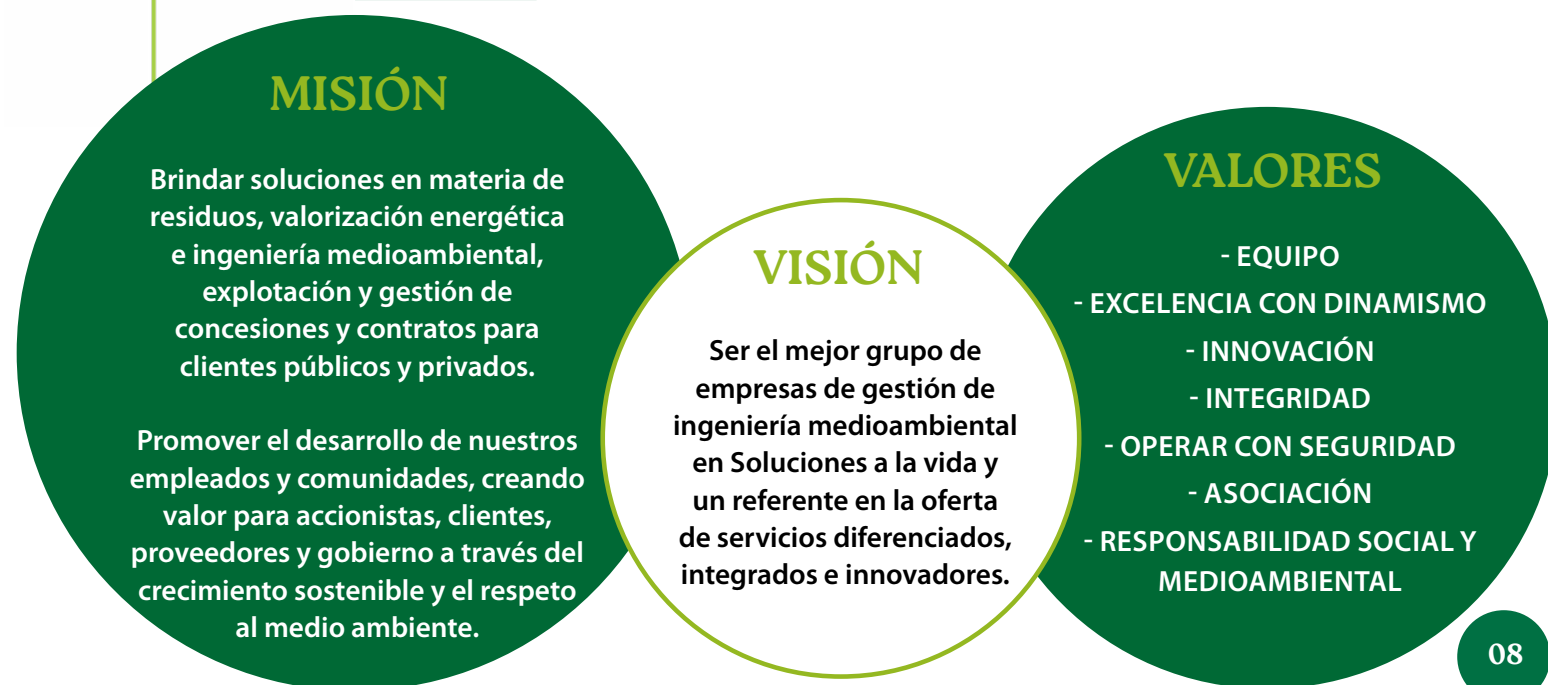 MISIÓN
Brindar soluciones en materia de
residuos, valorización energética
e ingeniería medioambiental,
explotación y gestión de
concesiones y contratos para
clientes públicos y privados.
Promover el desarrollo de nuestros
empleados y comunidades, creando
valor para accionistas, clientes,
proveedores y gobierno a través del
crecimiento sostenible y el respeto
al medio ambiente.
VISIÓN
Ser el mejor grupo de
empresas de gestión de
ingeniería medioambiental
en Soluciones a la vida y
un referente en la oferta
de servicios diferenciados,
integrados e innovadores.
VALORES
- EQUIPO
- EXCELENCIA CON DINAMISMO
- INNOVACIÓN
- INTEGRIDAD
- OPERAR CON SEGURIDAD
- ASOCIACIÓN
- RESPONSABILIDAD SOCIAL Y
MEDIOAMBIENTAL
08